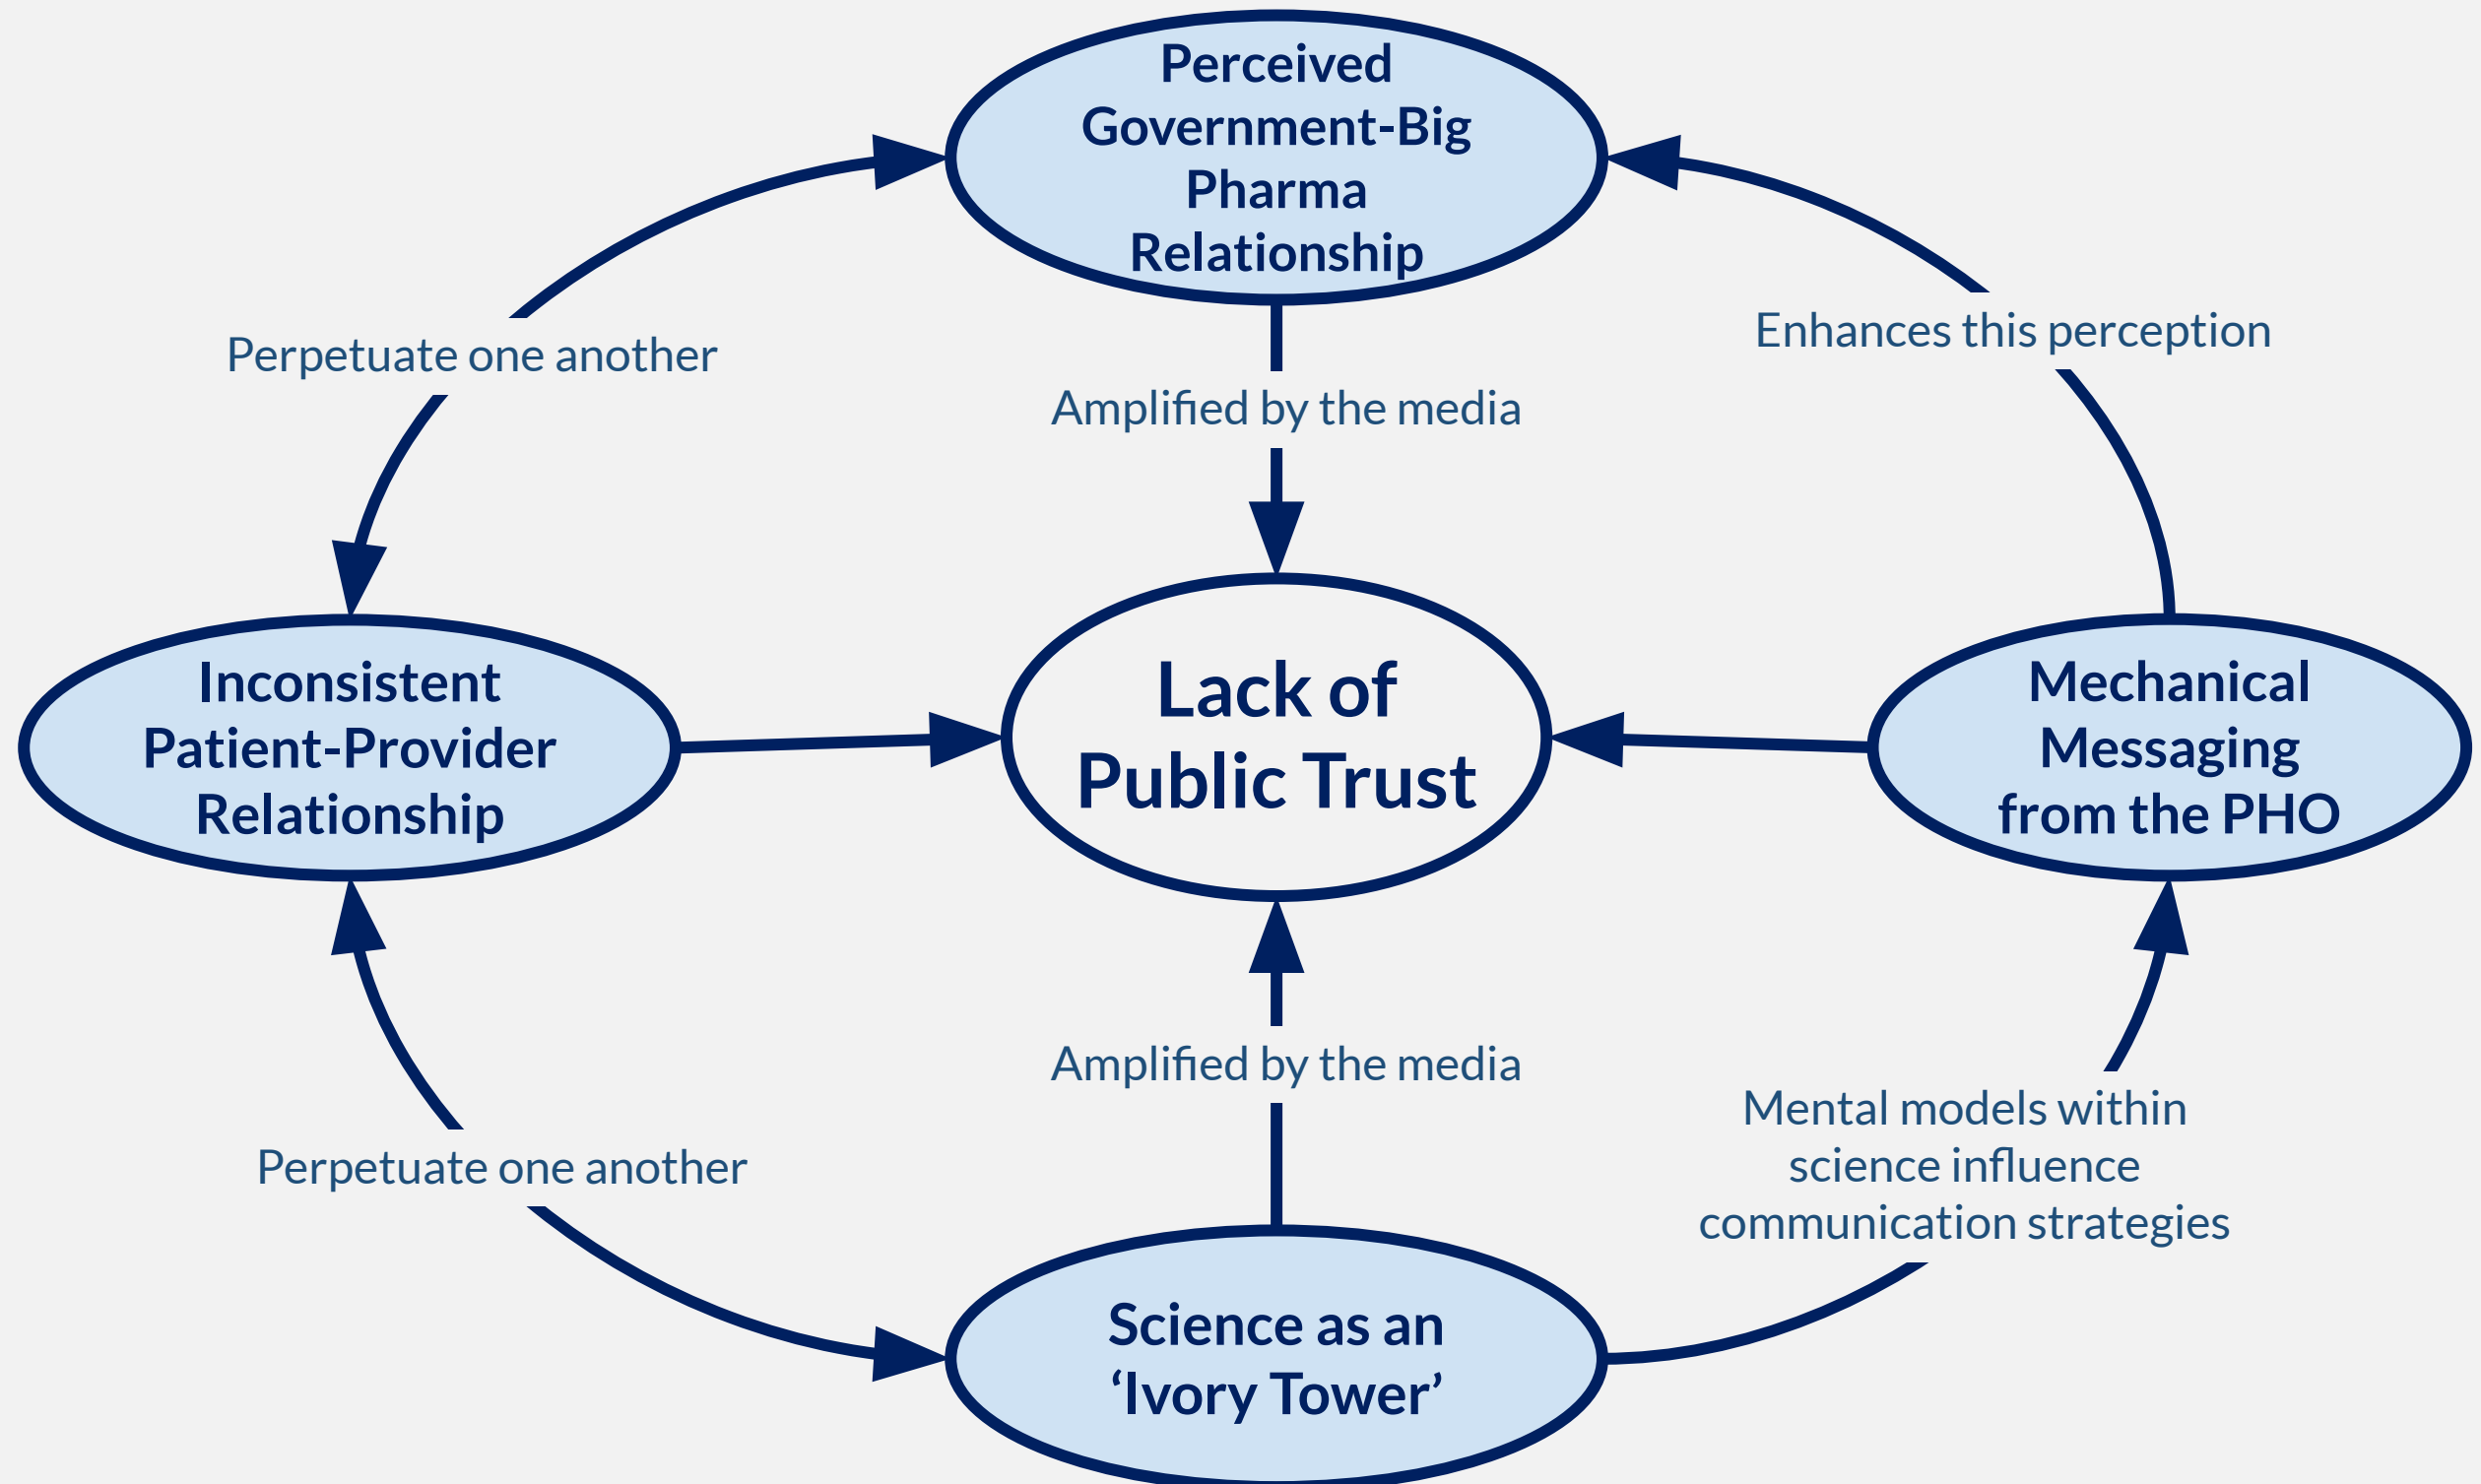 Perceived
Government-Big
Pharma
Relationship
Perpetuate one another
Enhances this perception
Amplified by the media
Inconsistent
Patient-Provider
Relationship
Lack of
Public Trust
Mechanical
Messaging
from the PHO
Amplified by the media
Perpetuate one another
Mental models within
science influence
communication strategies
Science as an
‘Ivory Tower’